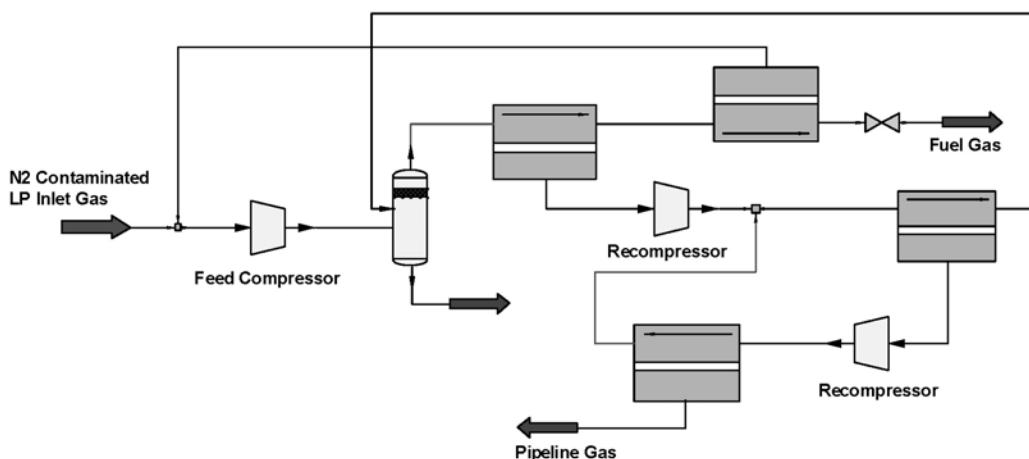 Fuel Gas
N2 Contaminated
LP Inlet Gas
Feed Compressor
Recompressor
Recompressor
Pipeline Gas